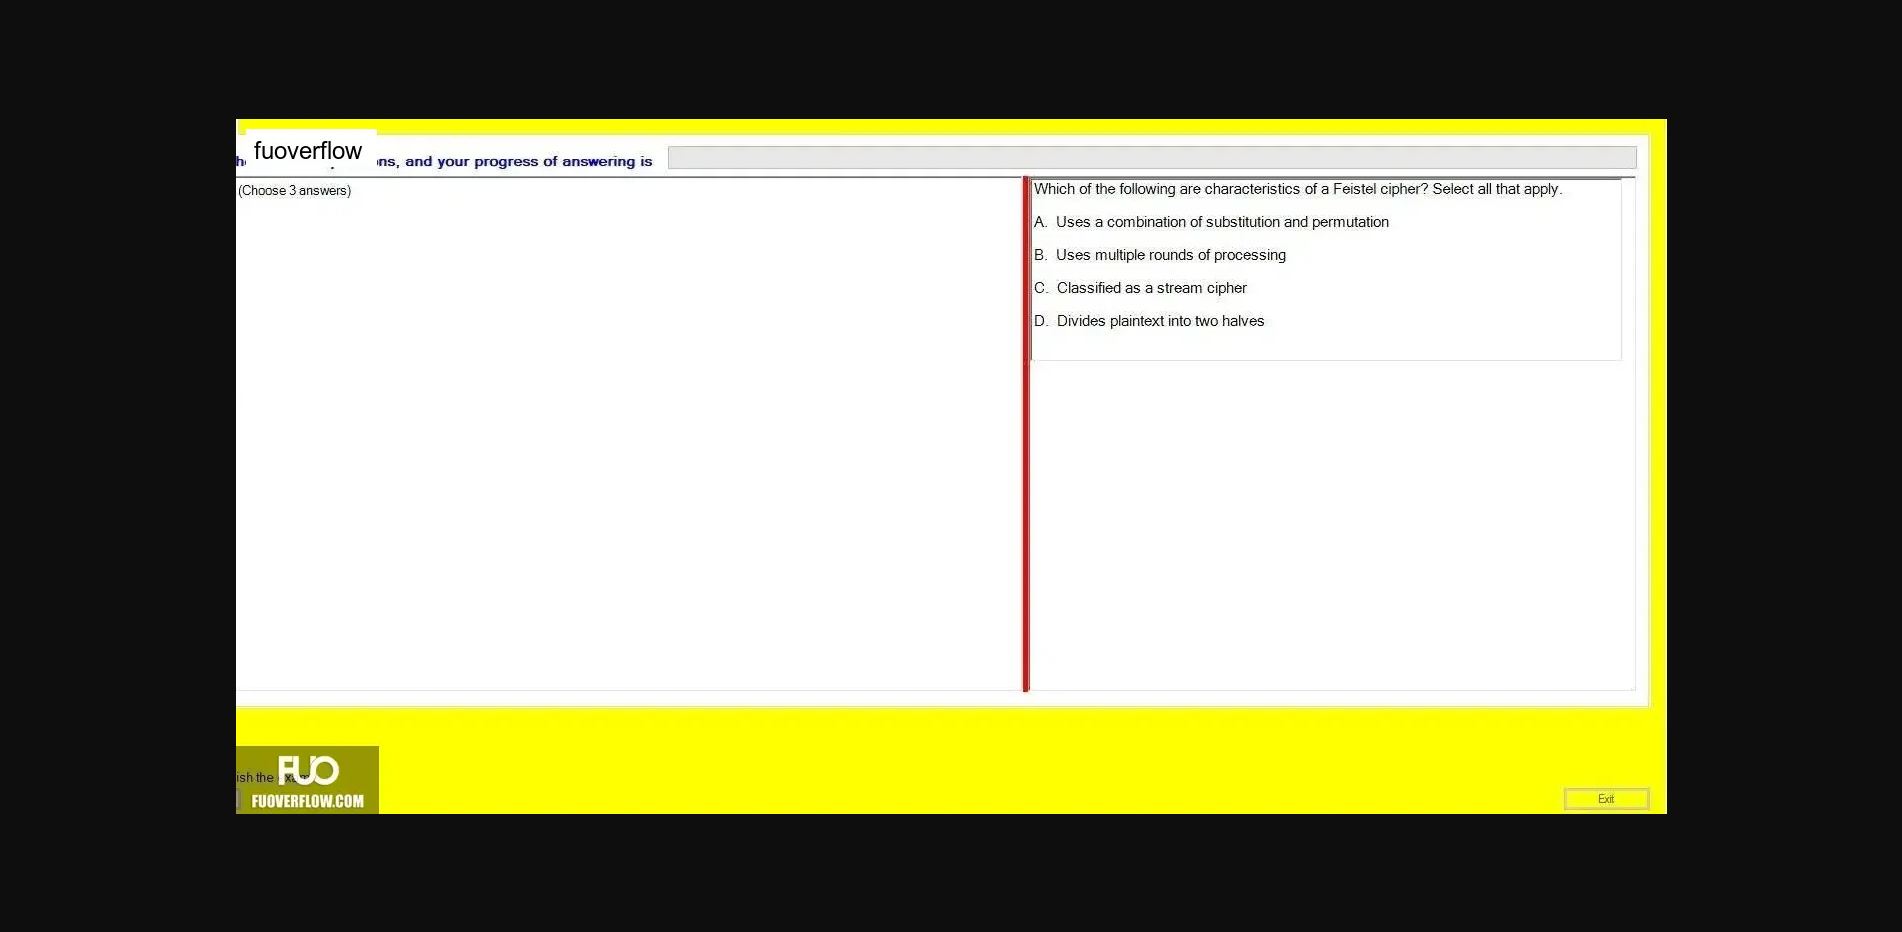 fuoverflow
ns, and your progress of answering is
(Choose 3 answers)
Which of the following are characteristics of a Feistel cipher? Select all that apply.
A. Uses a combination of substitution and permutation
B. Uses multiple rounds of processing
C. Classified as a stream cipher
D. Divides plaintext into two halves
ish the exam
FUO
FUOVERFLOW.COM
Exit